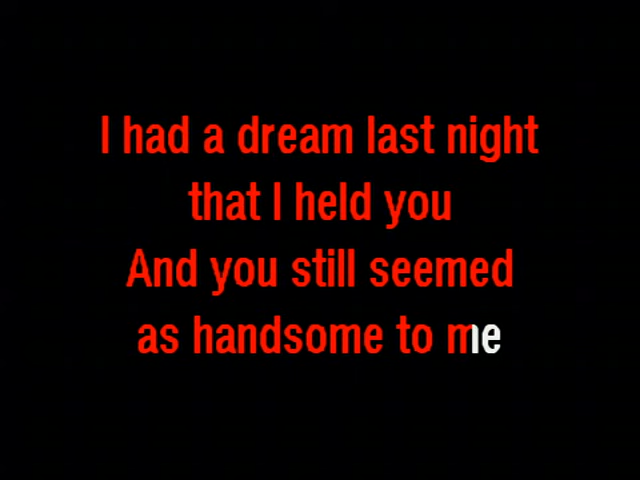 I had a dream last night
that I held you
And you still seemed
as handsome to me